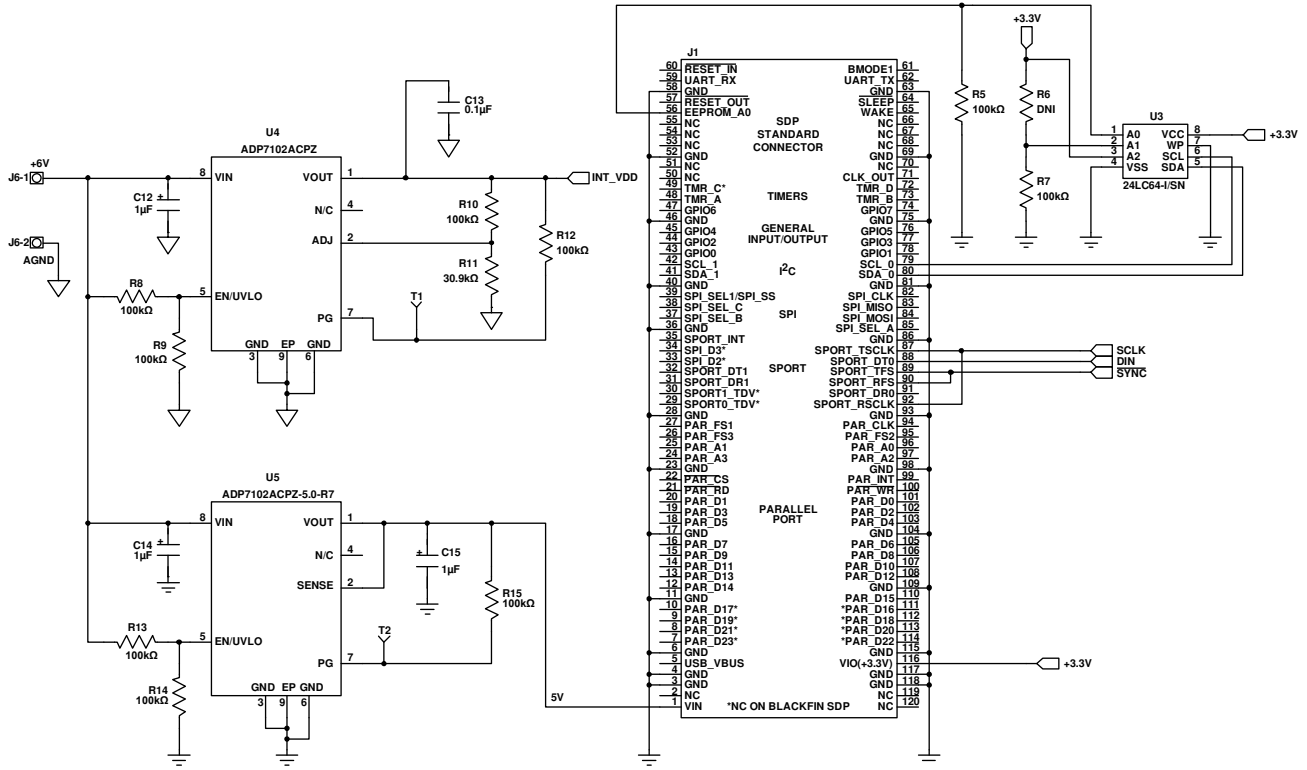 +6V
J6-1
J6-2
AGND
U4
ADP7102ACPZ
8 VIN
VOUT 1
N/C 4
ADJ 2
5 EN/UVLO
PG 7
GND EP GND
3 9 6
C12
1µF
R8
100kΩ
R9
100kΩ
C13
0.1µF
INT_VDD
R10
100kΩ
R11
30.9kΩ
R12
100kΩ
T1
U5
ADP7102ACPZ-5.0-R7
8 VIN
VOUT 1
N/C 4
SENSE 2
5 EN/UVLO
PG 7
GND EP GND
3 9 6
C14
1µF
R13
100kΩ
R14
100kΩ
C15
1µF
R15
100kΩ
T2
5V
J1
60 RESET_IN
59 UART_RX
58 GND
57 RESET_OUT
56 EEPROM_A0
55 NC
54 NC
53 NC
52 GND
51 NC
50 NC
49 TMR_C*
48 TMR_A
47 GPIO6
46 GND
45 GPIO4
44 GPIO2
43 GPIO0
42 SCL_1
41 SDA_1
40 GND
39 SPI_SEL1/SPI_SS
38 SPI_SEL_C
37 SPI_SEL_B
36 GND
35 SPORT_INT
34 SPI_D3*
33 SPI_D2*
32 SPORT_DT1
31 SPORT_DR1
30 SPORT1_TDV*
29 SPORT0_TDV*
28 GND
27 PAR_FS1
26 PAR_FS3
25 PAR_A1
24 PAR_A3
23 GND
22 PAR_CS
21 PAR_RD
20 PAR_D1
19 PAR_D3
18 PAR_D5
17 GND
16 PAR_D7
15 PAR_D9
14 PAR_D11
13 PAR_D13
12 PAR_D14
11 GND
10 PAR_D17*
9 PAR_D19*
8 PAR_D21*
7 PAR_D23*
6 GND
5 USB_VBUS
4 GND
3 GND
2 NC
1 VIN
SDP
STANDARD
CONNECTOR
TIMERS
GENERAL
INPUT/OUTPUT
I²C
SPI
SPORT
PARALLEL
PORT
*NC ON BLACKFIN SDP
BMODE1 61
UART_TX 62
GND 63
SLEEP 64
WAKE 65
NC 66
NC 67
NC 68
GND 69
NC 70
CLK_OUT 71
TMR_D 72
TMR_B 73
GPIO7 74
GND 75
GPIO5 76
GPIO3 77
GPIO1 78
SCL_0 79
SDA_0 80
GND 81
SPI_CLK 82
SPI_MISO 83
SPI_MOSI 84
SPI_SEL_A 85
GND 86
SPORT_TSCLK 87
SPORT_DT0 88
SPORT_TFS 89
SPORT_RFS 90
SPORT_DR0 91
SPORT_RSCLK 92
GND 93
PAR_CLK 94
PAR_FS2 95
PAR_A0 96
PAR_A2 97
GND 98
PAR_INT 99
PAR_WR 100
PAR_D0 101
PAR_D2 102
PAR_D4 103
GND 104
PAR_D6 105
PAR_D8 106
PAR_D10 107
PAR_D12 108
GND 109
PAR_D15 110
*PAR_D16 111
*PAR_D18 112
*PAR_D20 113
*PAR_D22 114
GND 115
VIO(+3.3V) 116
GND 117
GND 118
NC 119
NC 120
R5
100kΩ
+3.3V
R6
DNI
R7
100kΩ
U3
1 A0
2 A1
3 A2
4 VSS
VCC 8
WP 7
SCL 6
SDA 5
24LC64-I/SN
+3.3V
SCLK
DIN
SYNC
+3.3V